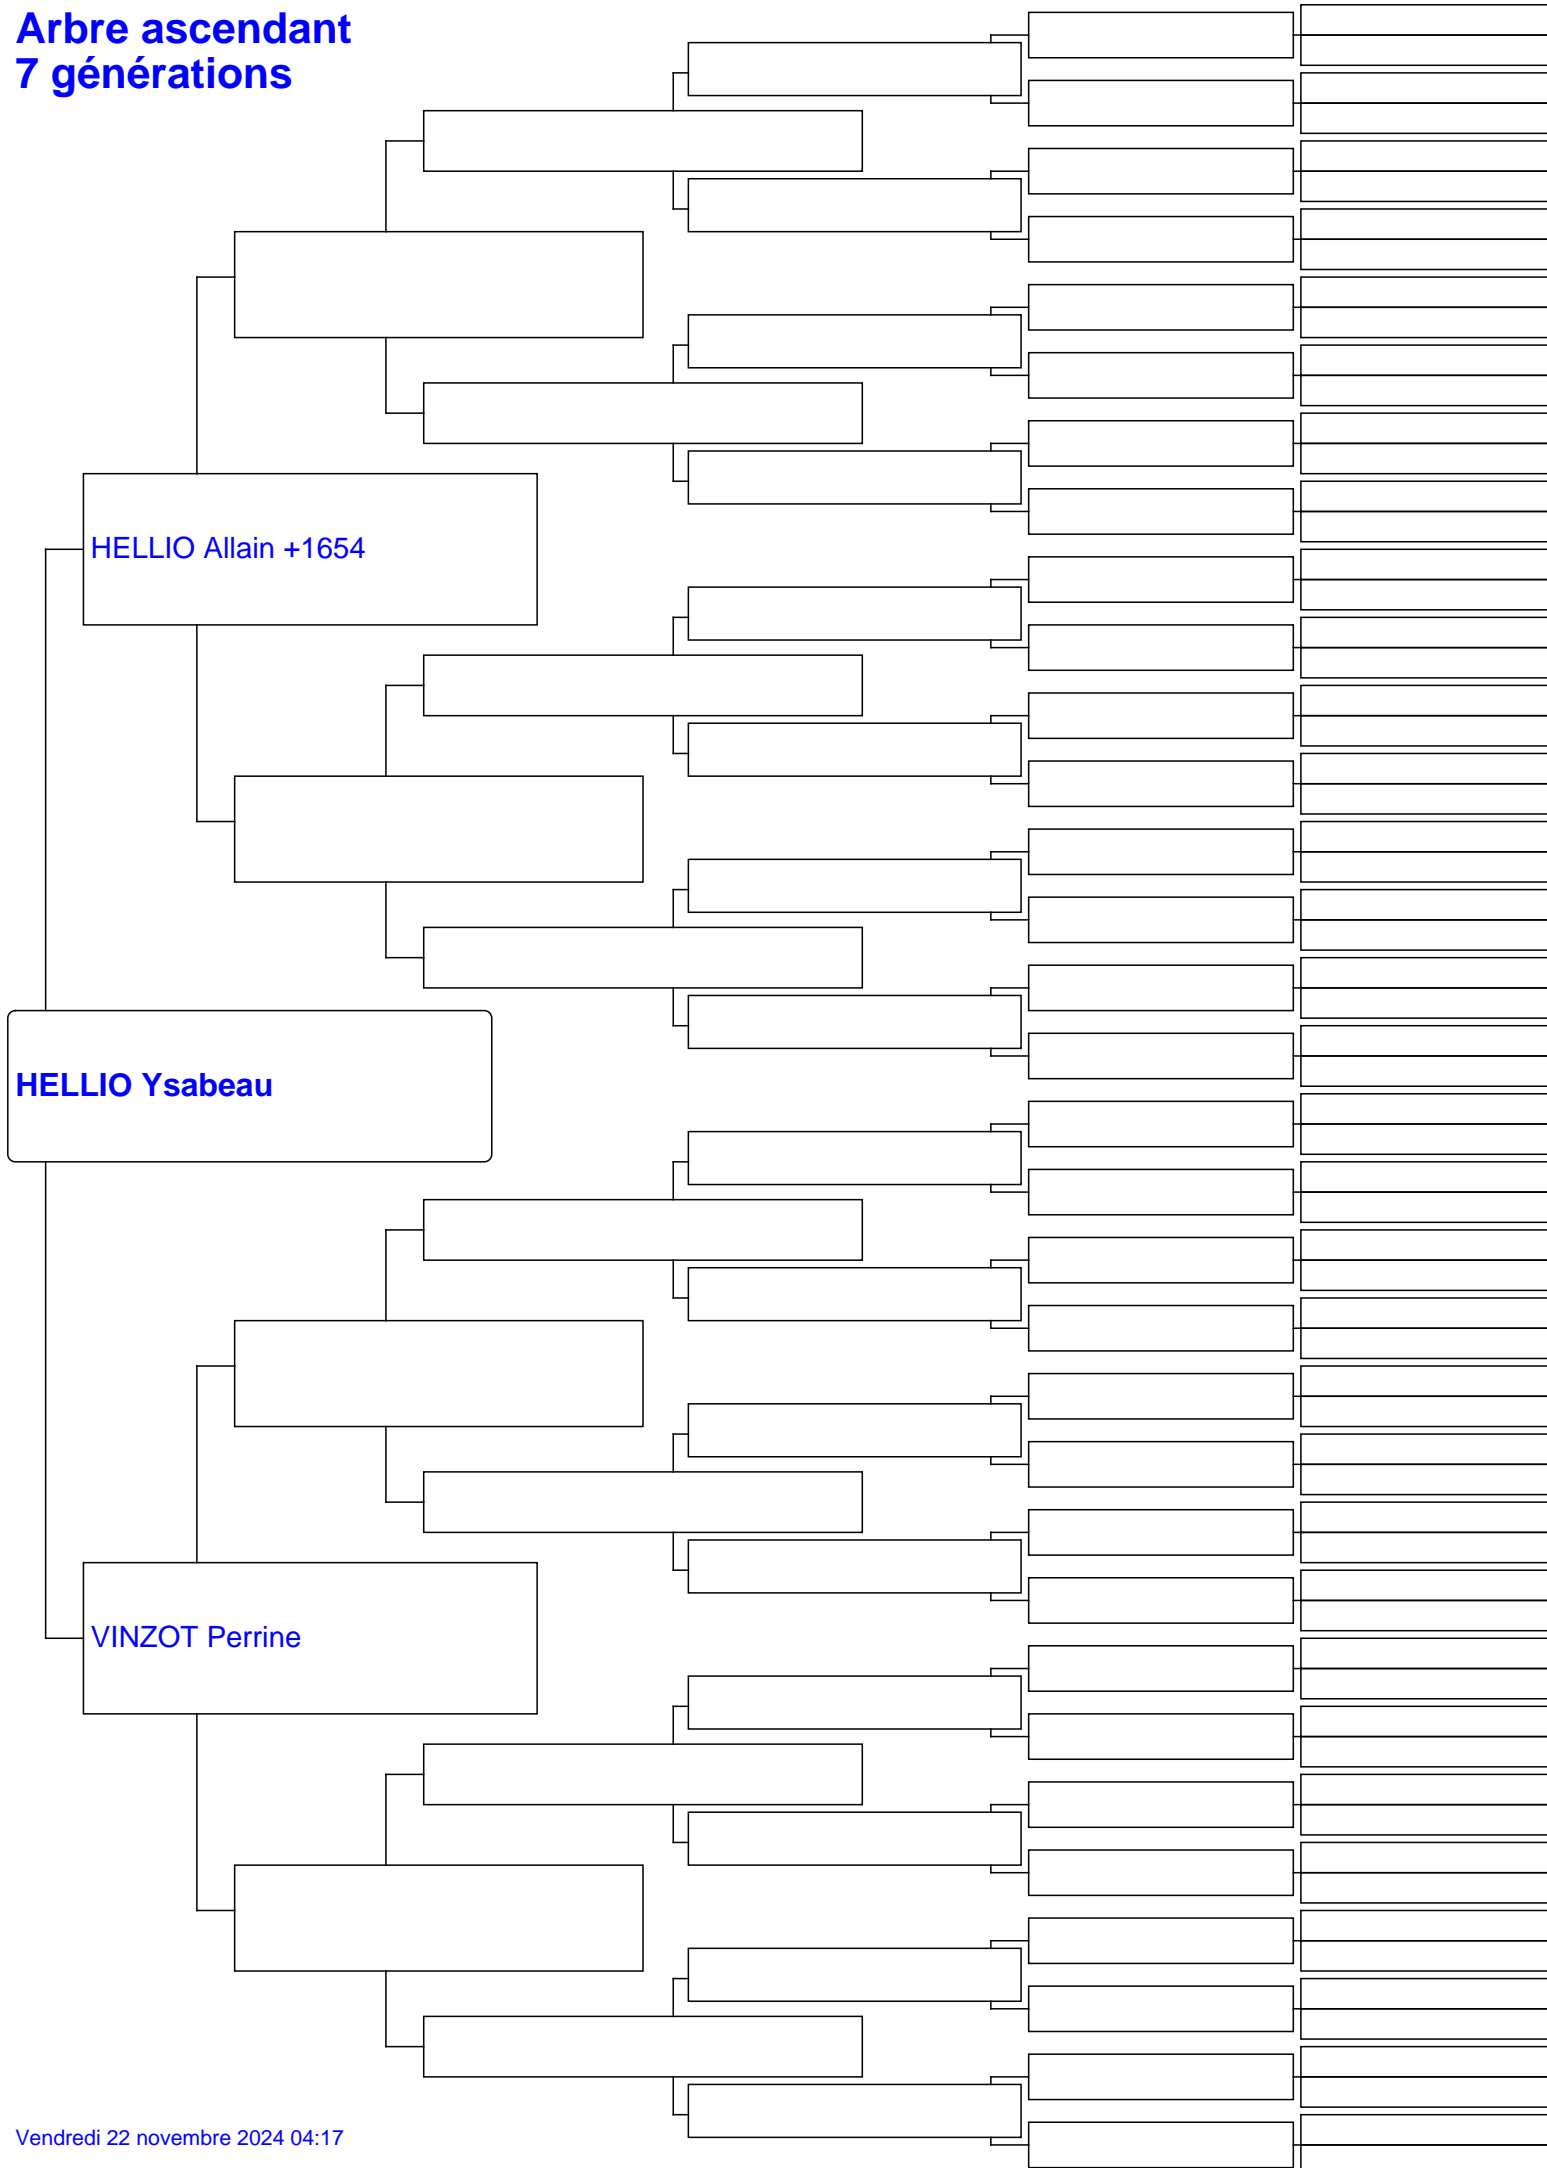 Arbre ascendant
7 générations
HELLIO Allain +1654
HELLIO Ysabeau
VINZOT Perrine
Vendredi 22 novembre 2024 04:17